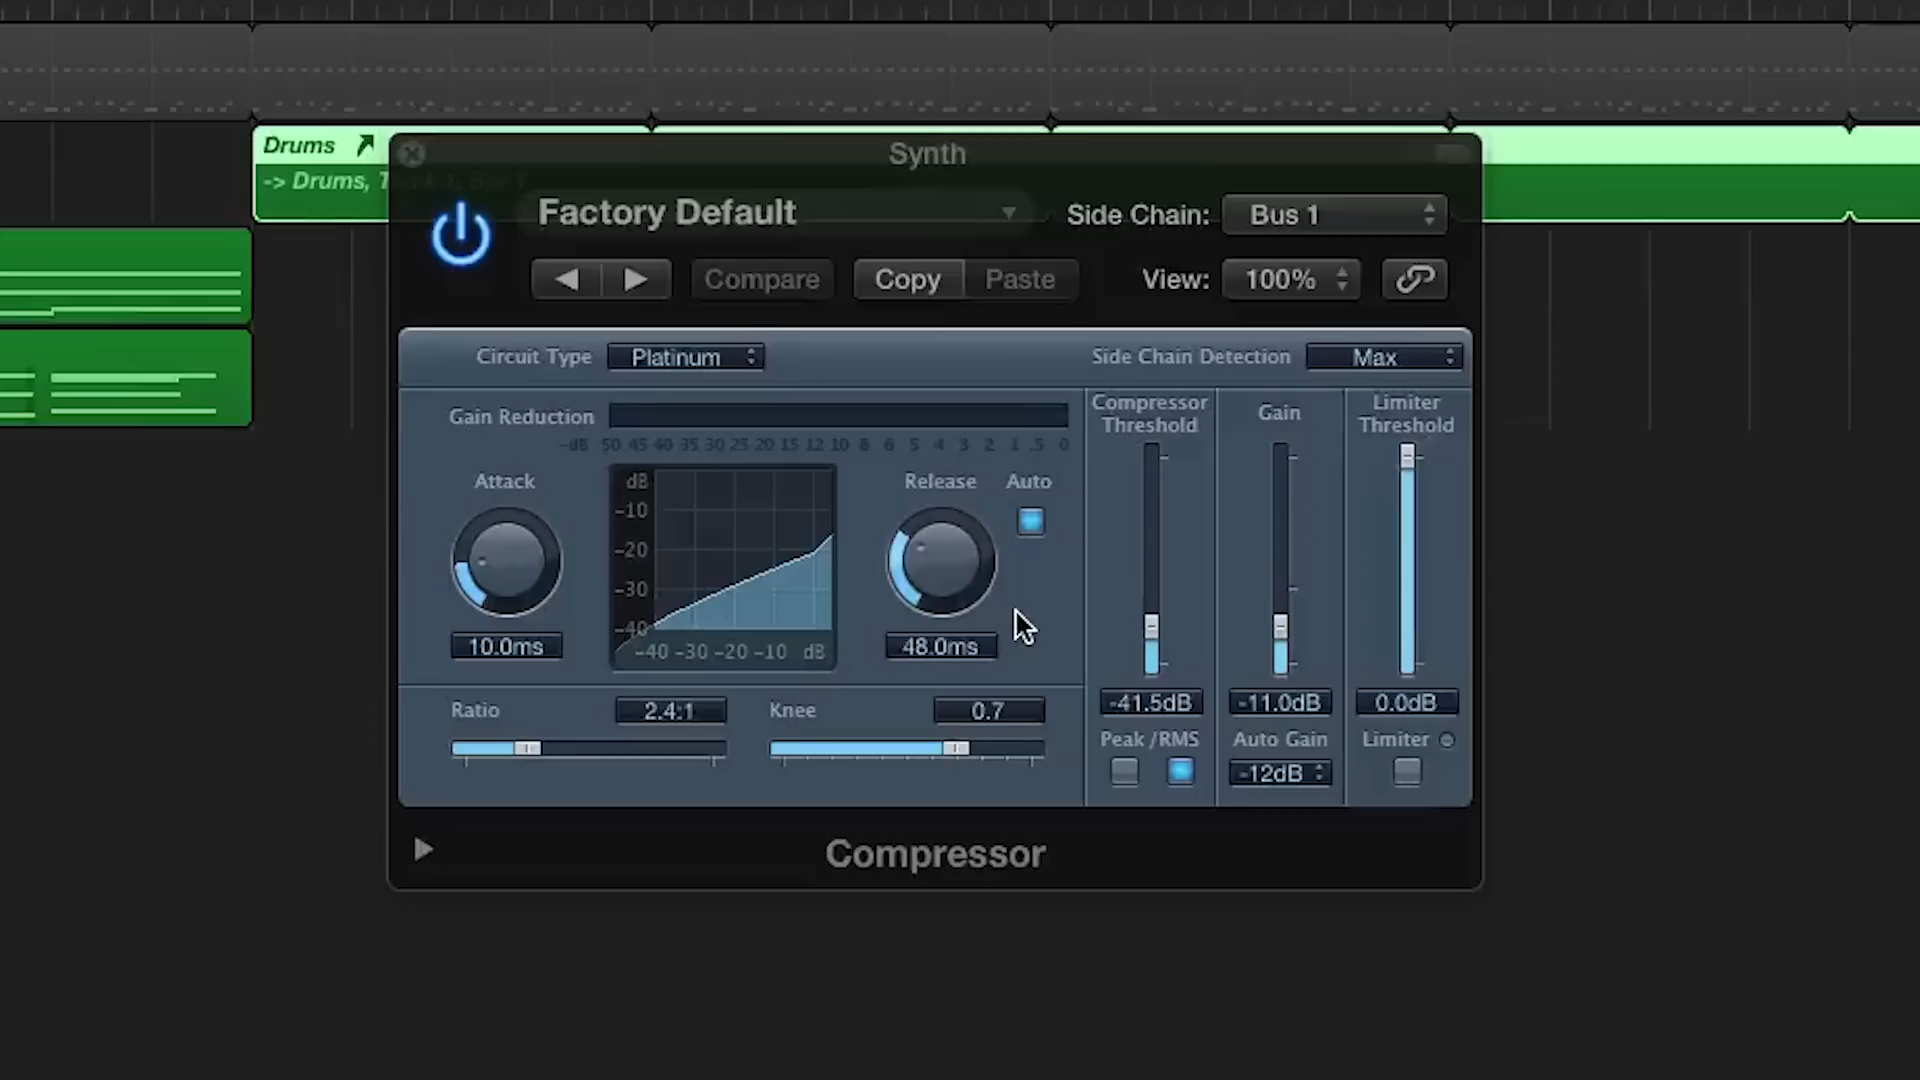 Drums
-> Drums, T
Synth
Factory Default
Side Chain: Bus 1
Compare Copy Paste View: 100%
Circuit Type Platinum
Side Chain Detection Max
Gain Reduction
-dB 50 45 40 35 30 25 20 15 12 10 8 6 5 4 3 2 1 .5 0
Attack
10.0ms
dB
-10
-20
-30
-40
-40 -30 -20 -10 dB
Release Auto
48.0ms
Ratio 2.4:1
Knee 0.7
Compressor
Threshold
-41.5dB
Peak / RMS
Gain
-11.0dB
Auto Gain
-12dB
Limiter
Threshold
0.0dB
Limiter
Compressor